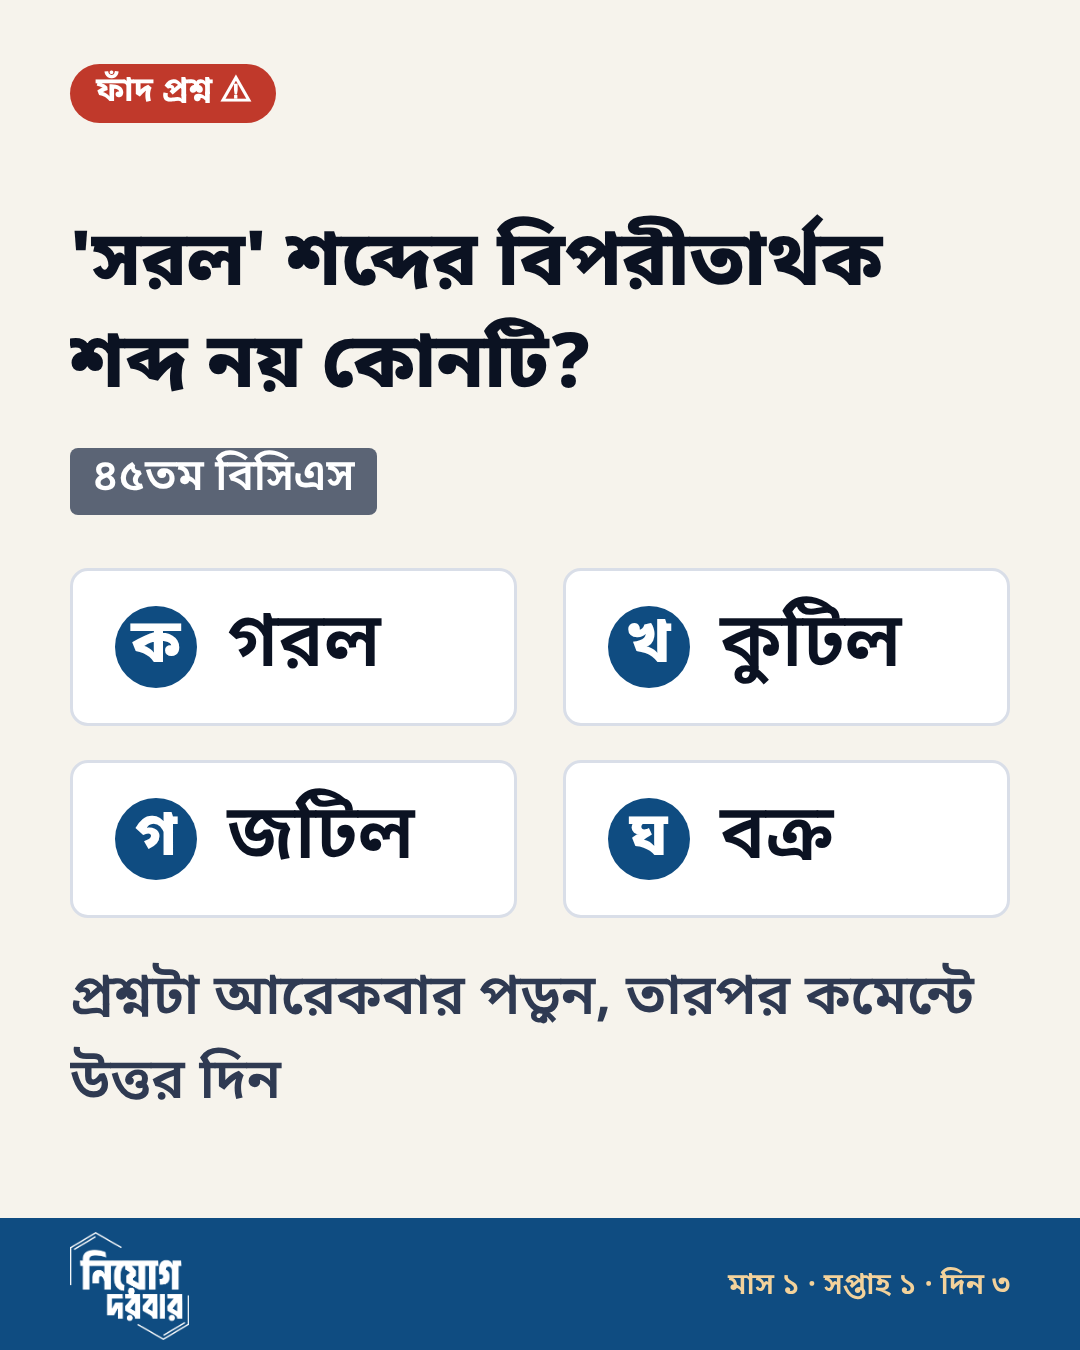 ফাঁদ প্রশ্ন ⚠
'সরল' শব্দের বিপরীতার্থক
শব্দ নয় কোনটি?
৪৫তম বিসিএস
ক গরল
খ কুটিল
গ জটিল
ঘ বক্র
প্রশ্নটা আরেকবার পড়ুন, তারপর কমেন্টে
উত্তর দিন
নিয়োগ
দরবার
মাস ১ · সপ্তাহ ১ · দিন ৩